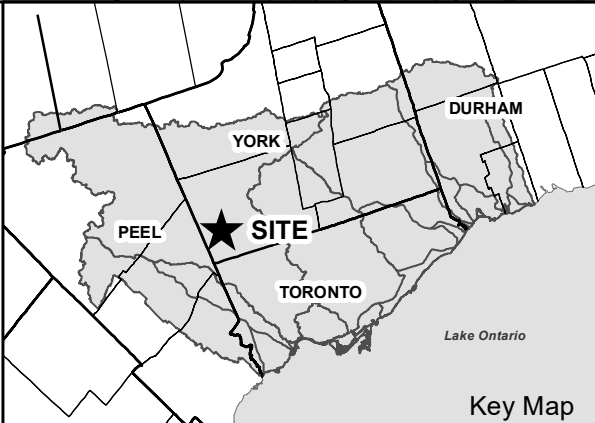 DURHAM
YORK
PEEL
SITE
TORONTO
Lake Ontario
Key Map